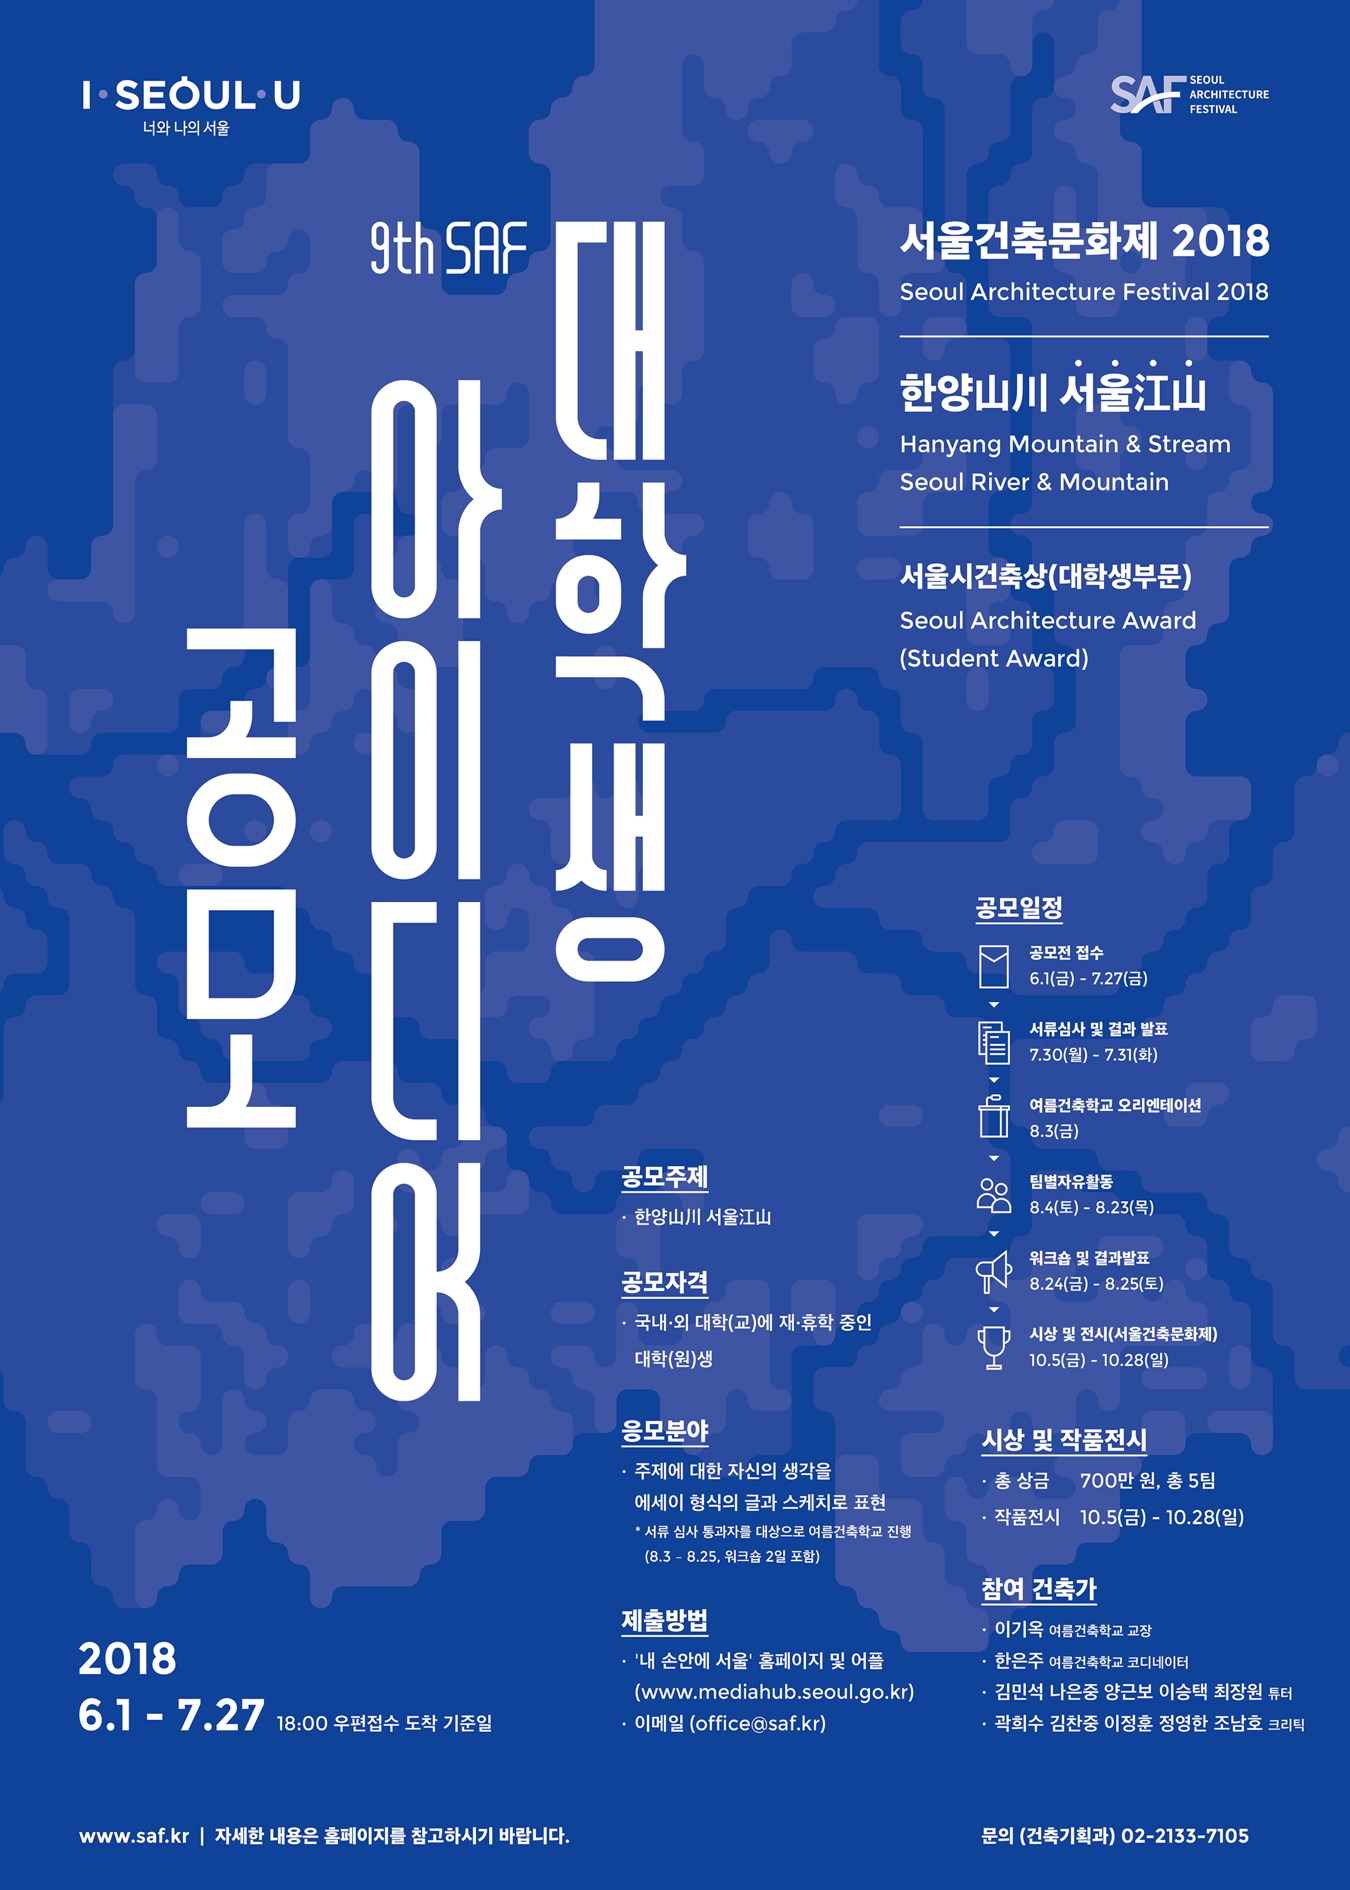 I·SEOUL·U
너와 나의 서울
SAF SEOUL
ARCHITECTURE
FESTIVAL
9th SAF
대학생
아이디어
공모
서울건축문화제 2018
Seoul Architecture Festival 2018
한양山川 서울江山
Hanyang Mountain & Stream
Seoul River & Mountain
서울시건축상(대학생부문)
Seoul Architecture Award
(Student Award)
공모일정
공모전 접수
6.1(금) - 7.27(금)
서류심사 및 결과 발표
7.30(월) - 7.31(화)
여름건축학교 오리엔테이션
8.3(금)
팀별자유활동
8.4(토) - 8.23(목)
워크숍 및 결과발표
8.24(금) - 8.25(토)
시상 및 전시(서울건축문화제)
10.5(금) - 10.28(일)
공모주제
· 한양山川 서울江山
공모자격
· 국내·외 대학(교)에 재·휴학 중인
대학(원)생
응모분야
· 주제에 대한 자신의 생각을
에세이 형식의 글과 스케치로 표현
* 서류 심사 통과자를 대상으로 여름건축학교 진행
(8.3 – 8.25, 워크숍 2일 포함)
제출방법
· '내 손안에 서울' 홈페이지 및 어플
(www.mediahub.seoul.go.kr)
· 이메일 (office@saf.kr)
시상 및 작품전시
· 총 상금 700만 원, 총 5팀
· 작품전시 10.5(금) - 10.28(일)
참여 건축가
· 이기옥 여름건축학교 교장
· 한은주 여름건축학교 코디네이터
· 김민석 나은중 양근보 이승택 최장원 튜터
· 곽희수 김찬중 이정훈 정영한 조남호 크리틱
2018
6.1 - 7.27 18:00 우편접수 도착 기준일
www.saf.kr | 자세한 내용은 홈페이지를 참고하시기 바랍니다.
문의 (건축기획과) 02-2133-7105